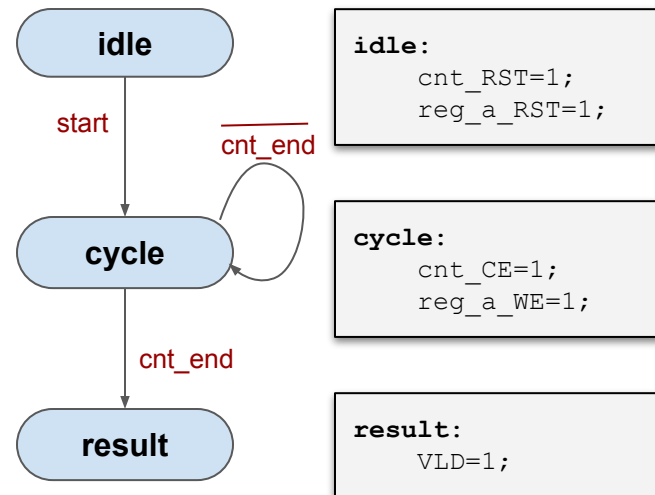 idle
start
cnt_end
cycle
cnt_end
result
idle:
cnt_RST=1;
reg_a_RST=1;
cycle:
cnt_CE=1;
reg_a_WE=1;
result:
VLD=1;